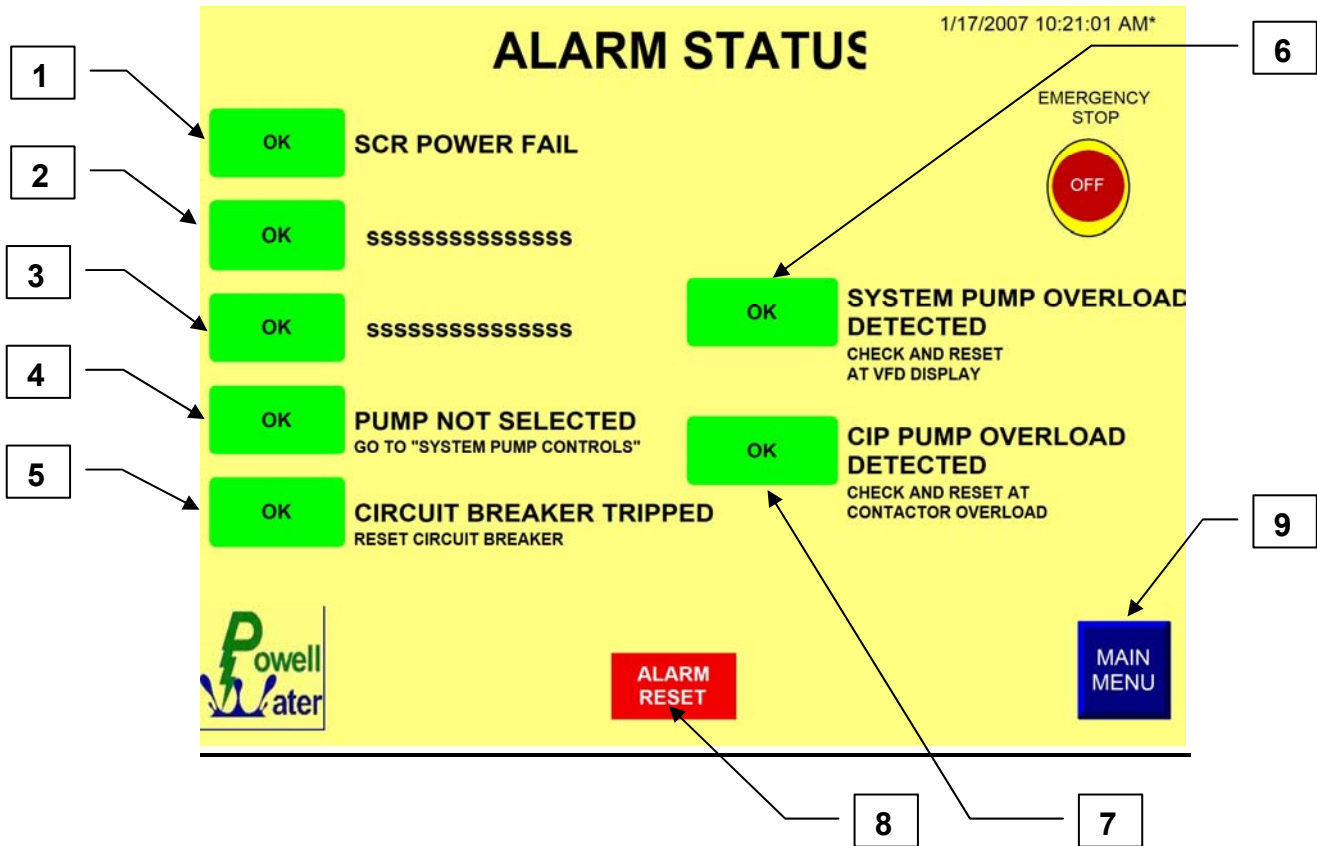 1/17/2007 10:21:01 AM*
ALARM STATUS
6
1
EMERGENCY
STOP
OFF
OK
SCR POWER FAIL
2
OK
sssssssssssssss
3
OK
sssssssssssssss
OK
SYSTEM PUMP OVERLOAD
DETECTED
CHECK AND RESET
AT VFD DISPLAY
4
OK
PUMP NOT SELECTED
GO TO "SYSTEM PUMP CONTROLS"
OK
CIP PUMP OVERLOAD
DETECTED
CHECK AND RESET AT
CONTACTOR OVERLOAD
5
OK
CIRCUIT BREAKER TRIPPED
RESET CIRCUIT BREAKER
9
Powell
Water
ALARM
RESET
MAIN
MENU
8
7